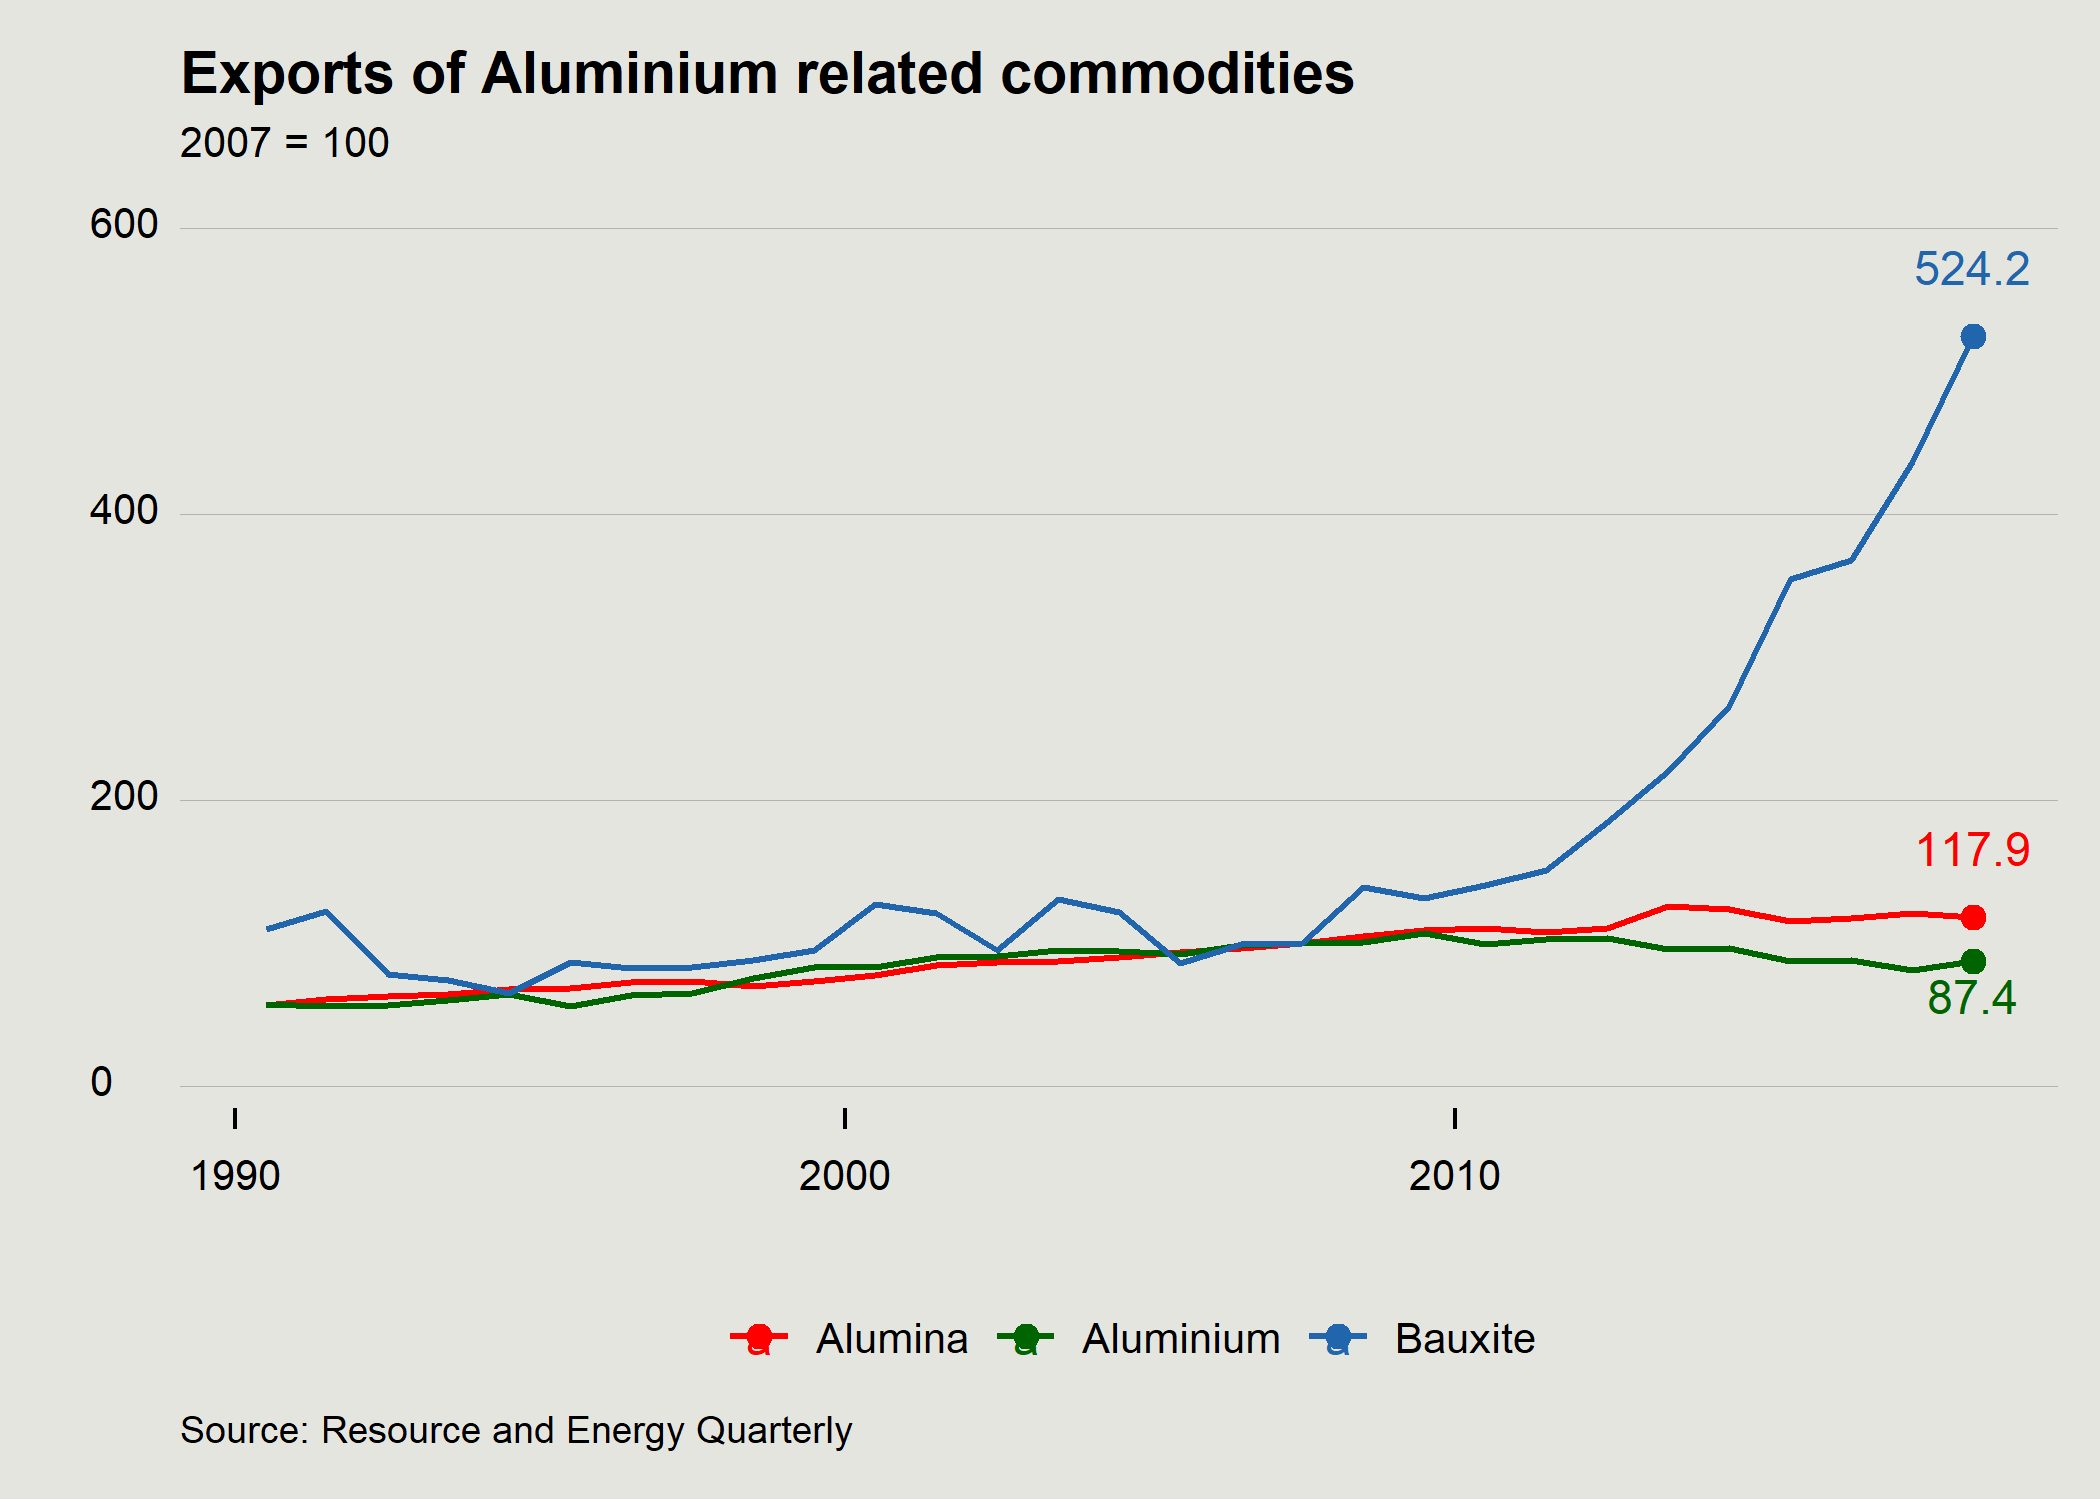 Exports of Aluminium related commodities
2007 = 100
600
524.2
400
200
117.9
87.4
0
1990 2000 2010
a Alumina a Aluminium a Bauxite
Source: Resource and Energy Quarterly